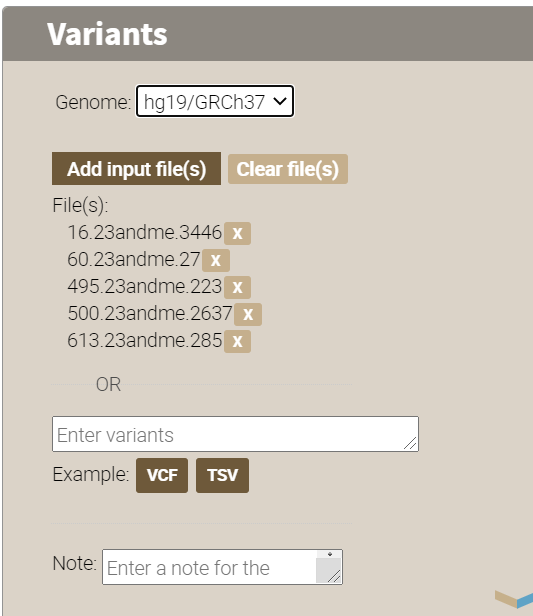 Variants
Genome: hg19/GRCh37
Add input file(s) Clear file(s)
File(s):
16.23andme.3446 X
60.23andme.27 X
495.23andme.223 X
500.23andme.2637 X
613.23andme.285 X
OR
Enter variants
Example: VCF TSV
Note: Enter a note for the